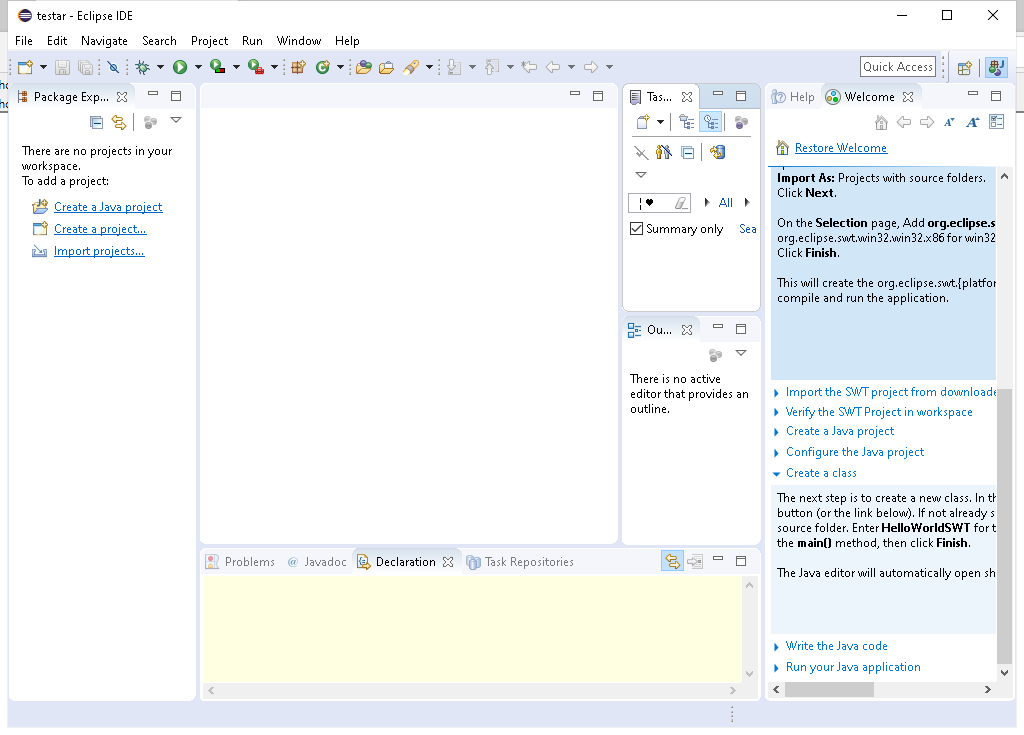 testar - Eclipse IDE
File Edit Navigate Search Project Run Window Help
Quick Access
Package Exp...
There are no projects in your
workspace.
To add a project:
Create a Java project
Create a project...
Import projects...
Tas...
All
Summary only Sea
Ou...
There is no active
editor that provides an
outline.
Problems @ Javadoc Declaration Task Repositories
Help Welcome
Restore Welcome
Import As: Projects with source folders.
Click Next.
On the Selection page, Add org.eclipse.s
org.eclipse.swt.win32.win32.x86 for win32
Click Finish.
This will create the org.eclipse.swt.{platfor
compile and run the application.
Import the SWT project from downloade
Verify the SWT Project in workspace
Create a Java project
Configure the Java project
Create a class
The next step is to create a new class. In th
button (or the link below). If not already s
source folder. Enter HelloWorldSWT for t
the main() method, then click Finish.
The Java editor will automatically open sh
Write the Java code
Run your Java application